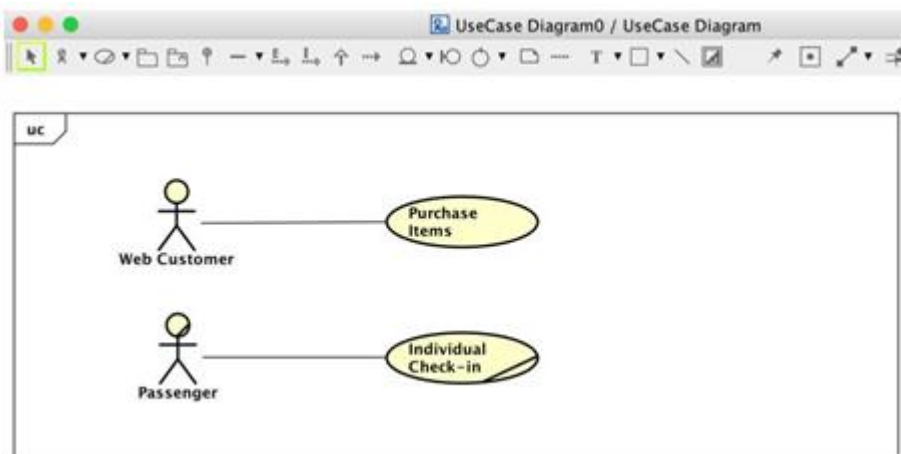 UseCase Diagram0 / UseCase Diagram
T
uc
Purchase
Items
Web Customer
Individual
Check-in
Passenger